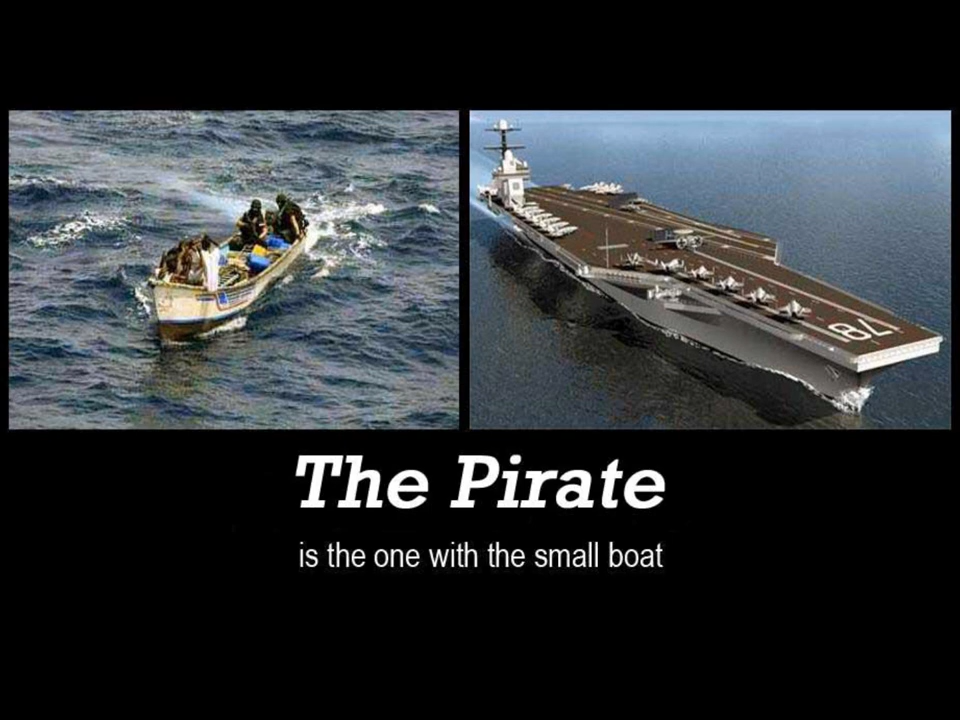 78
The Pirate
is the one with the small boat